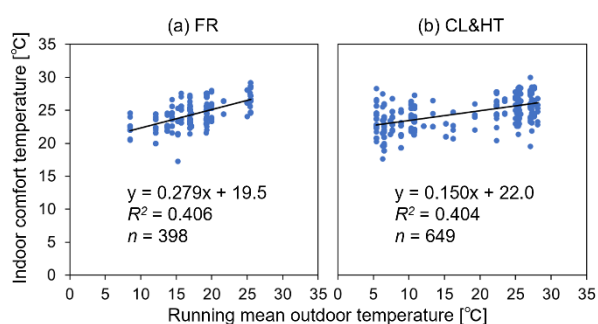 (a) FR
(b) CL&HT
Indoor comfort temperature [℃]
35
30
25
20
15
10
5
0
y = 0.279x + 19.5
R² = 0.406
n = 398
y = 0.150x + 22.0
R² = 0.404
n = 649
0 5 10 15 20 25 30 35
0 5 10 15 20 25 30 35
Running mean outdoor temperature [℃]